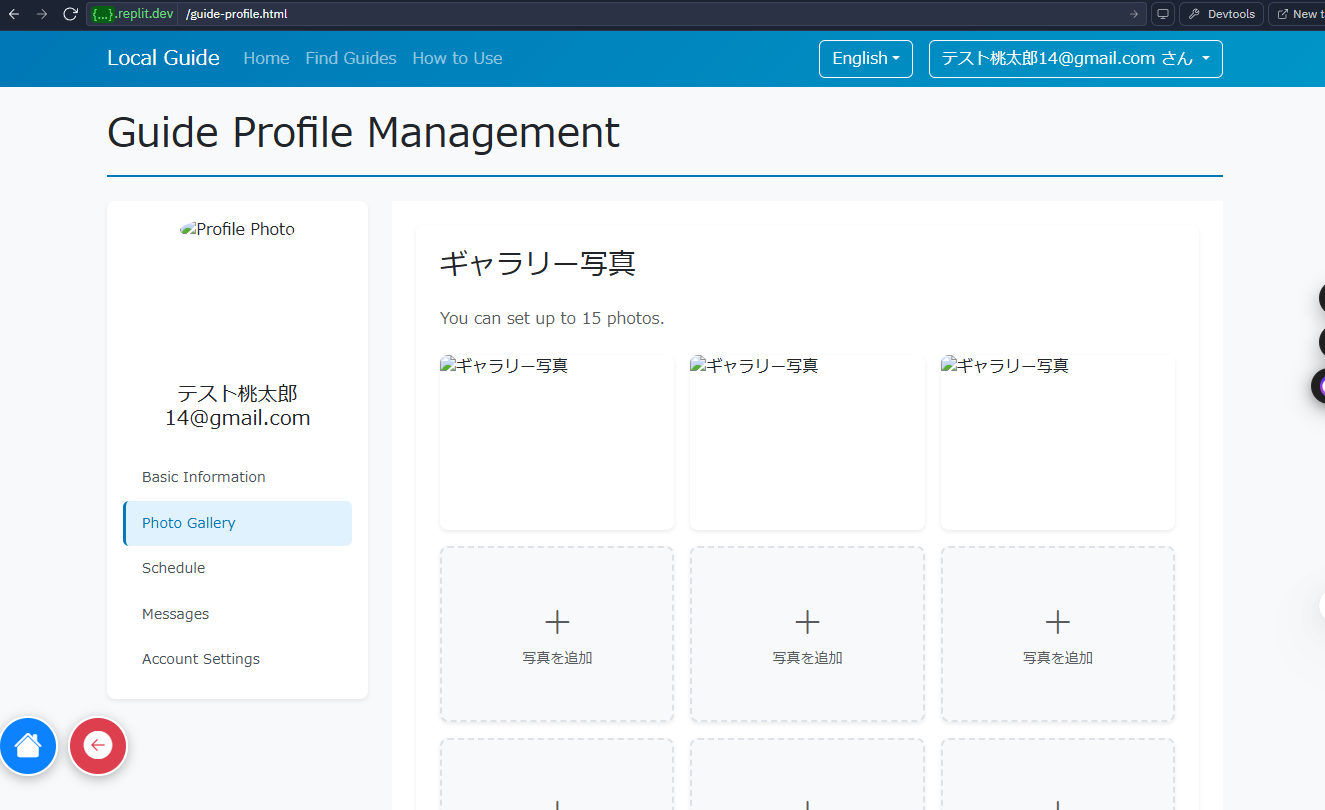 {...}.replit.dev /guide-profile.html
Devtools
New t
Local Guide Home Find Guides How to Use English テスト桃太郎14@gmail.com さん
Guide Profile Management
Profile Photo
テスト桃太郎
14@gmail.com
Basic Information
Photo Gallery
Schedule
Messages
Account Settings
ギャラリー写真
You can set up to 15 photos.
ギャラリー写真 ギャラリー写真 ギャラリー写真
写真を追加 写真を追加 写真を追加